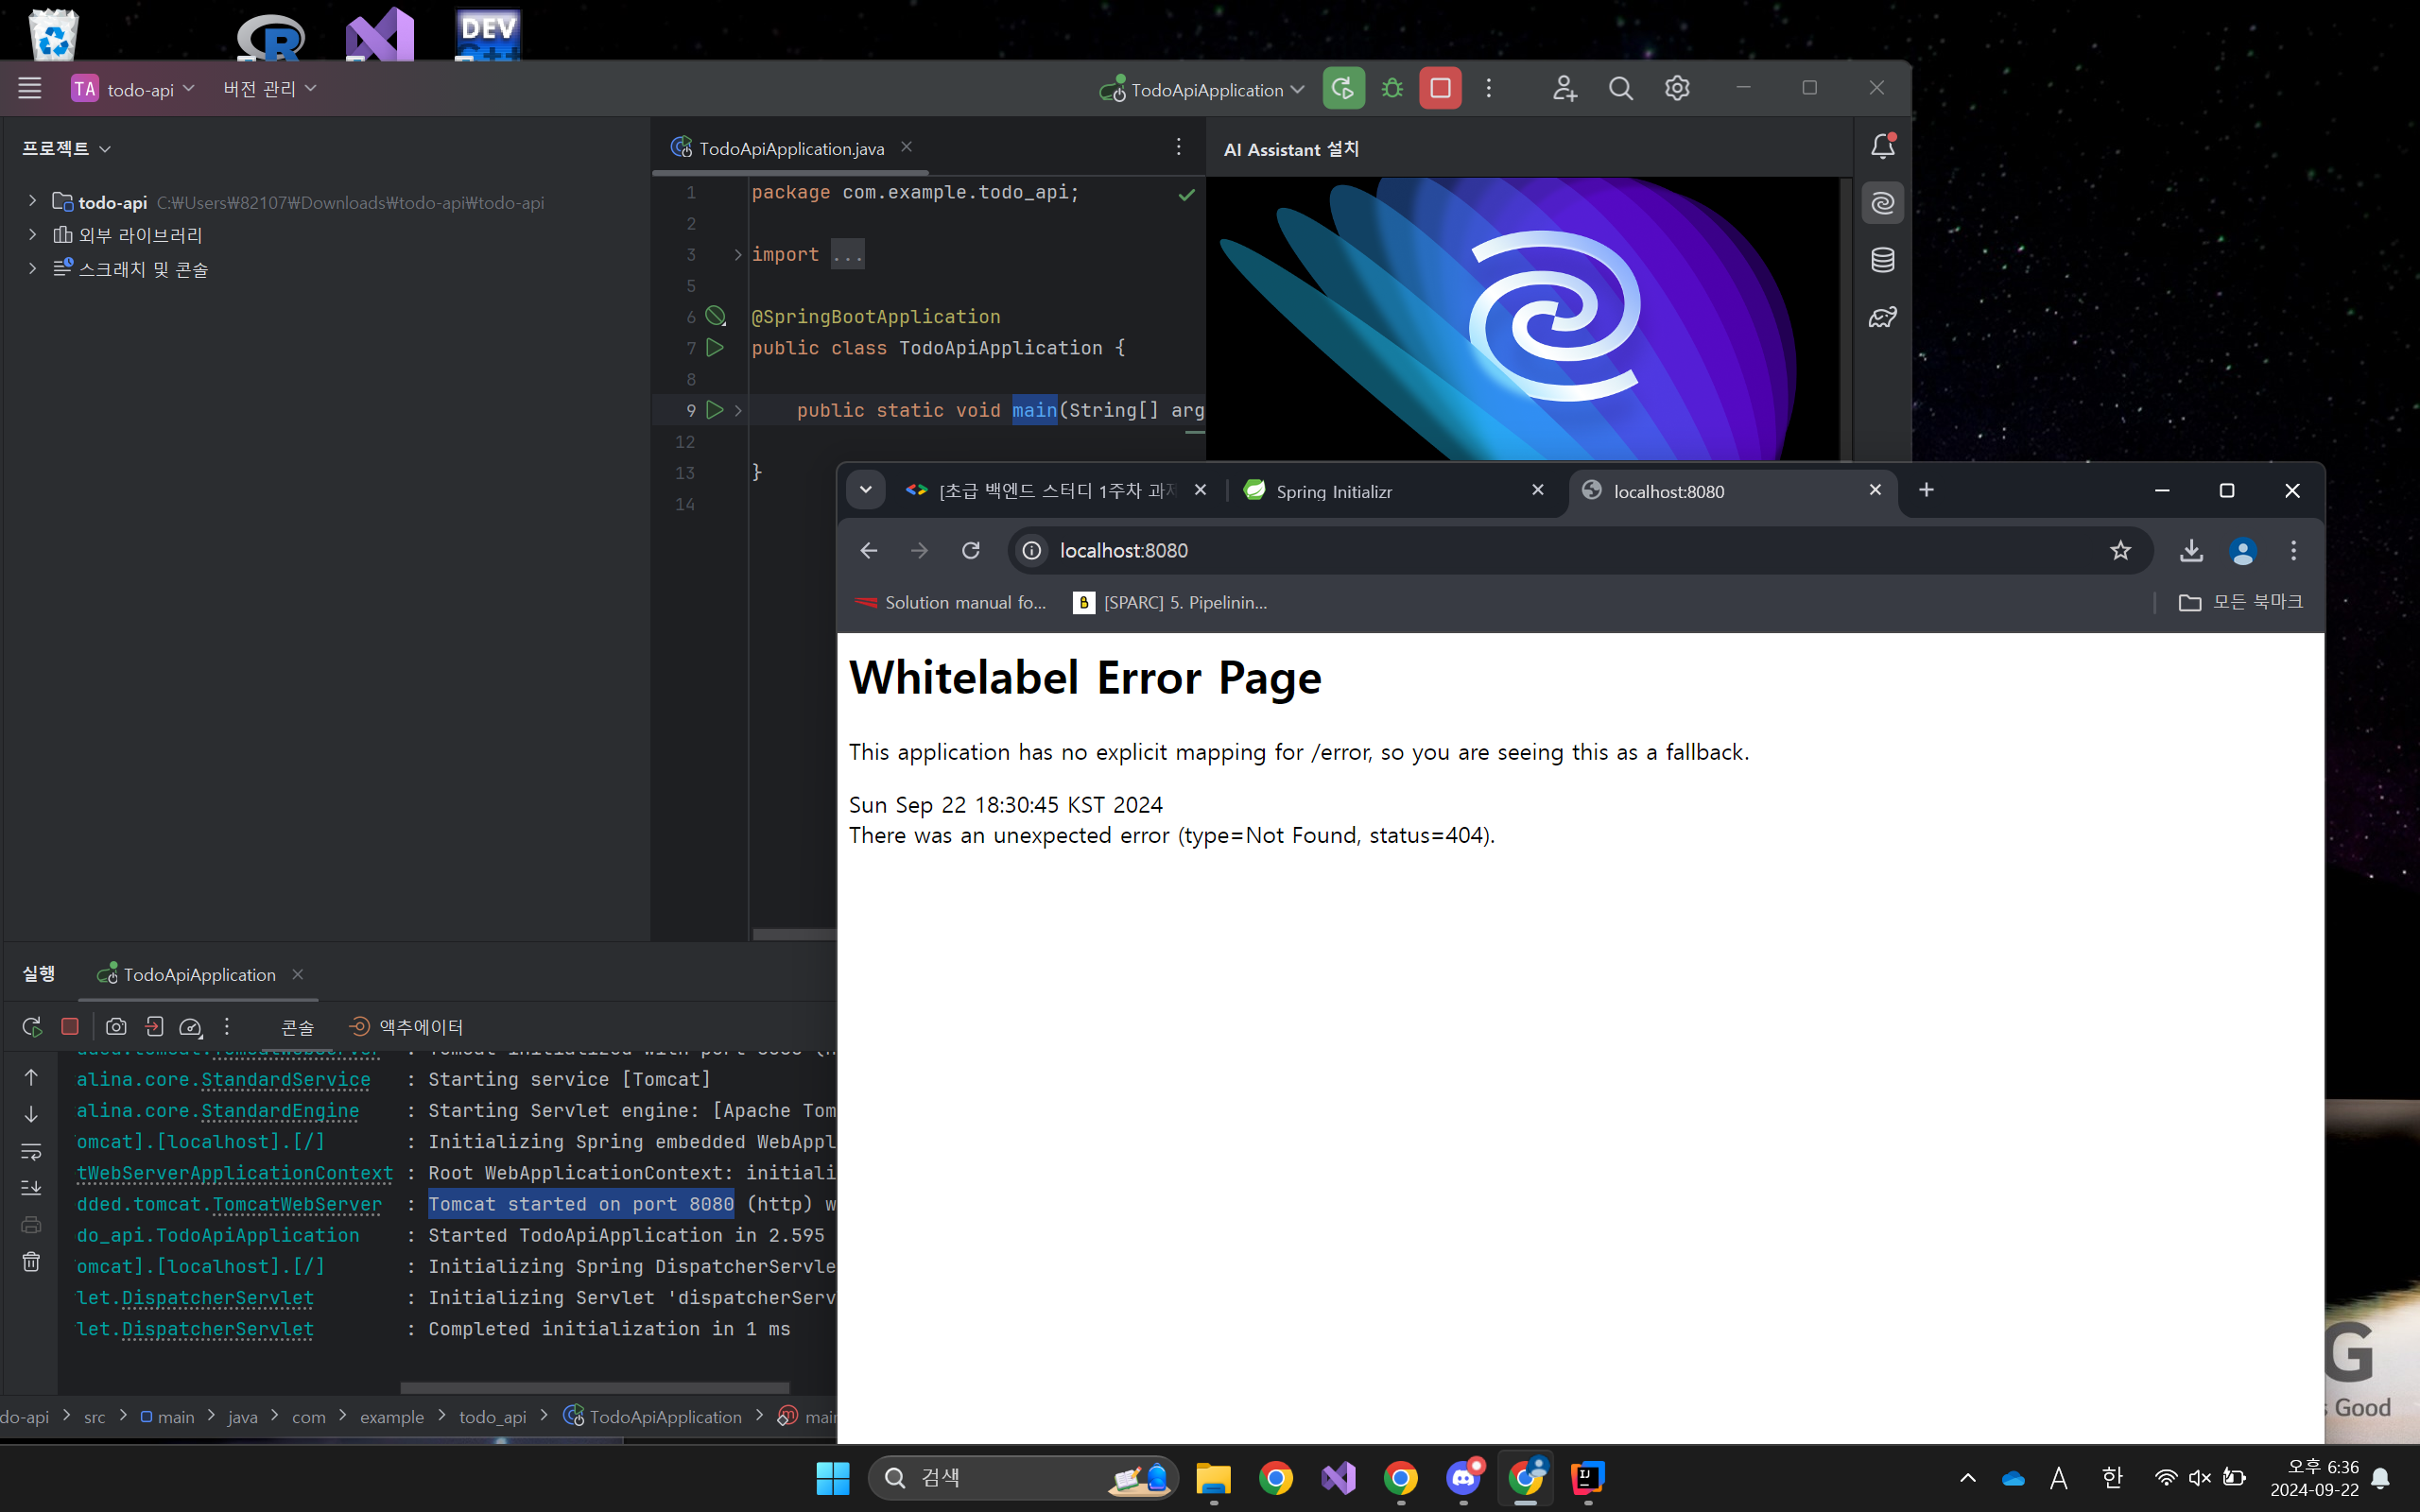 DEV
C++
TA todo-api 버전 관리
TodoApiApplication
프로젝트
todo-api C:₩Users₩82107₩Downloads₩todo-api₩todo-api
외부 라이브러리
스크래치 및 콘솔
TodoApiApplication.java
AI Assistant 설치
1 package com.example.todo_api;
2
3 import ...
5
6 @SpringBootApplication
7 public class TodoApiApplication {
8
9 public static void main(String[] arg
12
13 }
14
[초급 백엔드 스터디 1주차 과제
Spring Initializr
localhost:8080
localhost:8080
Solution manual fo...
[SPARC] 5. Pipelinin...
모든 북마크
Whitelabel Error Page
This application has no explicit mapping for /error, so you are seeing this as a fallback.
Sun Sep 22 18:30:45 KST 2024
There was an unexpected error (type=Not Found, status=404).
실행 TodoApiApplication
콘솔 액추에이터
alina.core.StandardService : Starting service [Tomcat]
alina.core.StandardEngine : Starting Servlet engine: [Apache Tom
omcat].[localhost].[/] : Initializing Spring embedded WebAppl
tWebServerApplicationContext : Root WebApplicationContext: initiali
dded.tomcat.TomcatWebServer : Tomcat started on port 8080 (http) w
do_api.TodoApiApplication : Started TodoApiApplication in 2.595
omcat].[localhost].[/] : Initializing Spring DispatcherServle
let.DispatcherServlet : Initializing Servlet 'dispatcherServ
let.DispatcherServlet : Completed initialization in 1 ms
do-api > src > main > java > com > example > todo_api > TodoApiApplication > main
G
s Good
검색
A 한
오후 6:36
2024-09-22